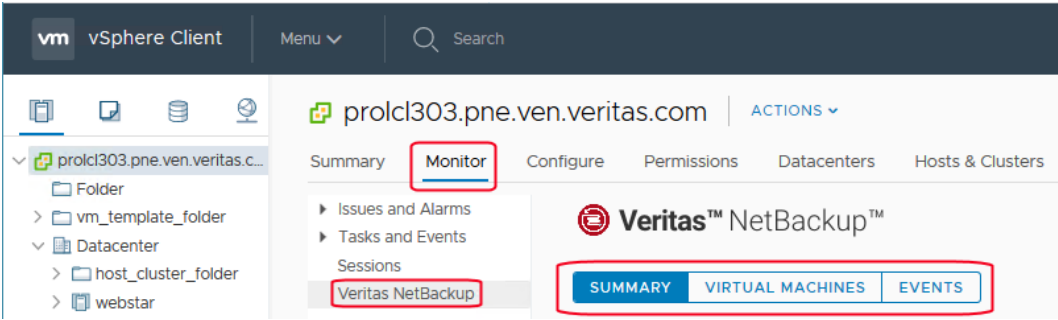 vm vSphere Client Menu Search
prolcl303.pne.ven.veritas.com ACTIONS
prolcl303.pne.ven.veritas.c...
Folder
vm_template_folder
Datacenter
host_cluster_folder
webstar
Summary Monitor Configure Permissions Datacenters Hosts & Clusters
Issues and Alarms
Tasks and Events
Sessions
Veritas NetBackup
Veritas™ NetBackup™
SUMMARY VIRTUAL MACHINES EVENTS